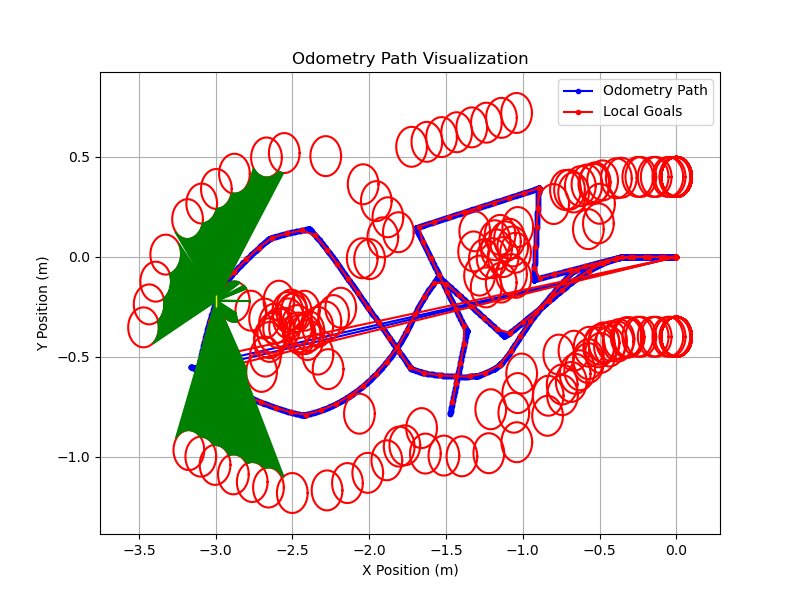 Odometry Path Visualization
Odometry Path
Local Goals
0.5
0.0
−0.5
−1.0
Y Position (m)
−3.5 −3.0 −2.5 −2.0 −1.5 −1.0 −0.5 0.0
X Position (m)